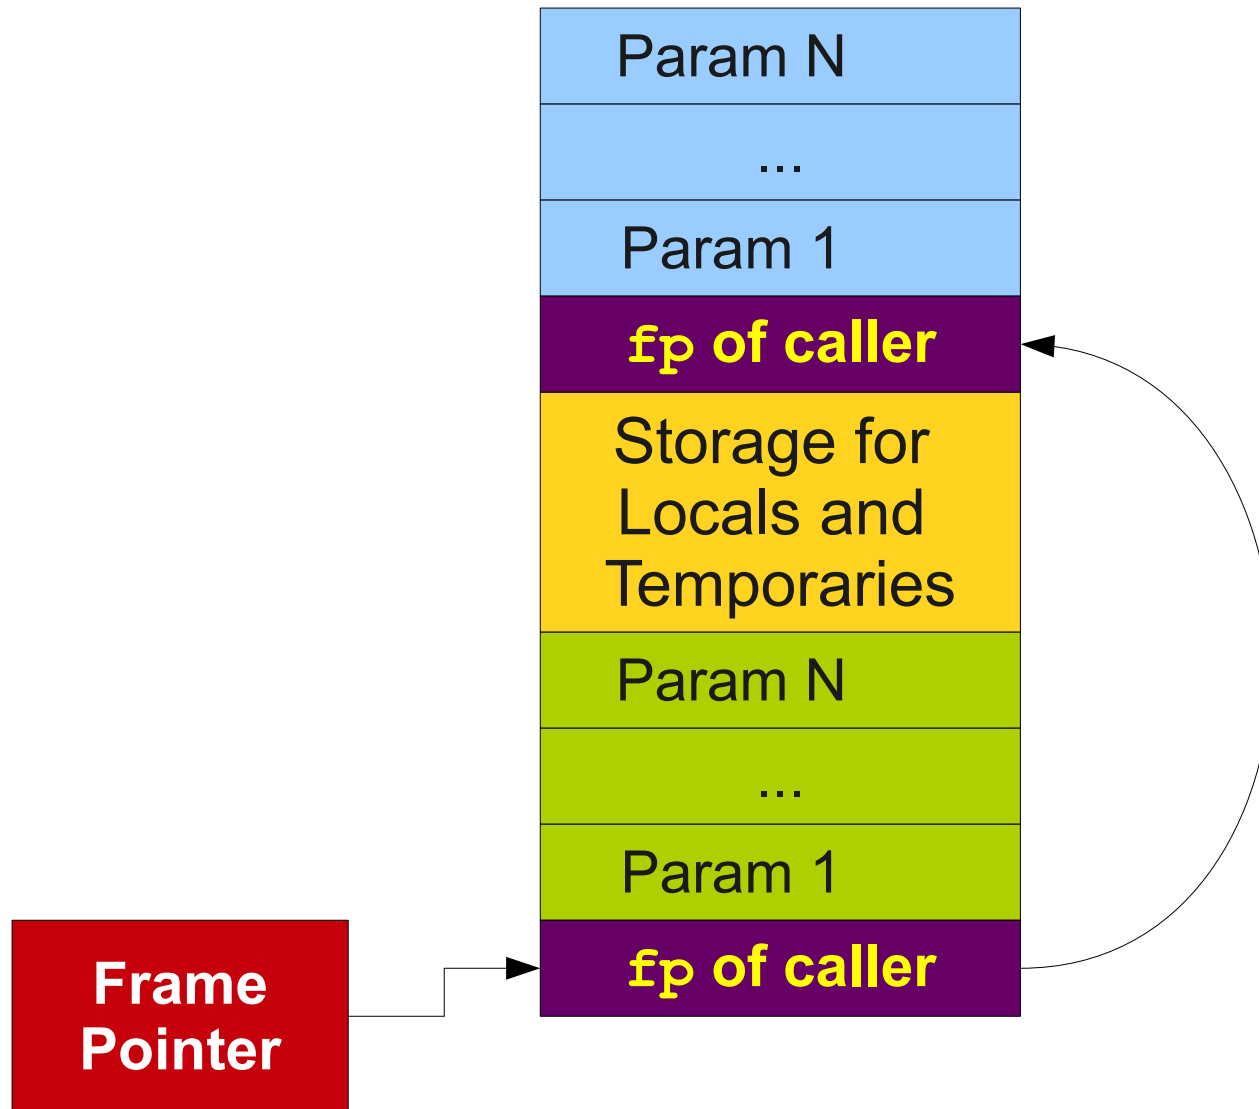 Param N
...
Param 1
fp of caller
Storage for
Locals and
Temporaries
Param N
...
Param 1
fp of caller
Frame
Pointer